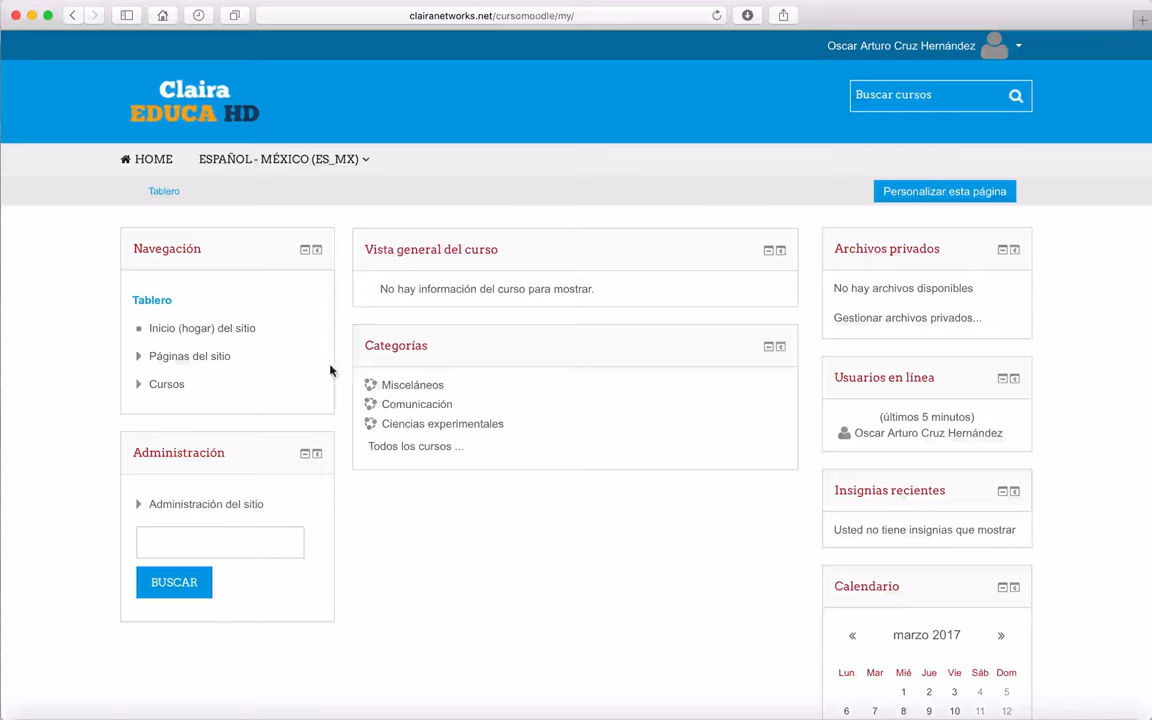 clairanetworks.net/cursomoodle/my/
Oscar Arturo Cruz Hernández
Claira
EDUCA HD
Buscar cursos
HOME
ESPAÑOL - MÉXICO (ES_MX)
Tablero
Personalizar esta página
Navegación
Tablero
Inicio (hogar) del sitio
Páginas del sitio
Cursos
Administración
Administración del sitio
BUSCAR
Vista general del curso
No hay información del curso para mostrar.
Categorías
Misceláneos
Comunicación
Ciencias experimentales
Todos los cursos ...
Archivos privados
No hay archivos disponibles
Gestionar archivos privados...
Usuarios en línea
(últimos 5 minutos)
Oscar Arturo Cruz Hernández
Insignias recientes
Usted no tiene insignias que mostrar
Calendario
« marzo 2017 »
Lun Mar Mié Jue Vie Sáb Dom
1 2 3 4 5
6 7 8 9 10 11 12